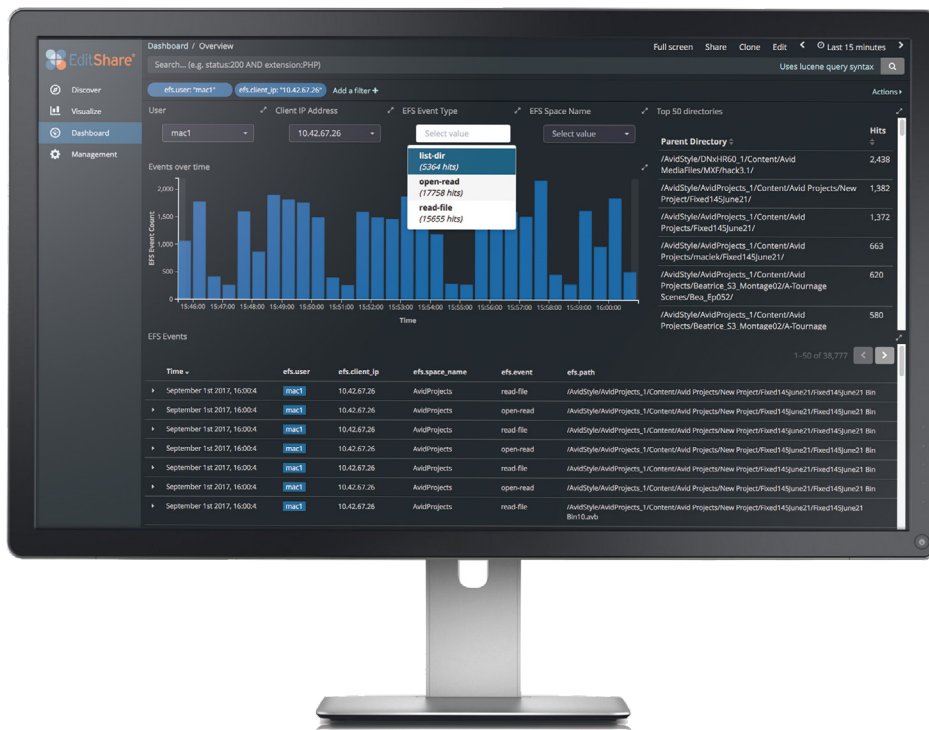 EditShare®
Discover
Visualize
Dashboard
Management
Dashboard / Overview
Full screen Share Clone Edit Last 15 minutes
Search... (e.g. status:200 AND extension:PHP)
Uses lucene query syntax
efs.user: "mac1" efs.client_ip: "10.42.67.26" Add a filter +
Actions
User
mac1
Client IP Address
10.42.67.26
EFS Event Type
Select value
list-dir
(5364 hits)
open-read
(17758 hits)
read-file
(15655 hits)
EFS Space Name
Select value
Top 50 directories
Parent Directory Hits
/AvidStyle/DNxHR60_1/Content/Avid 2,438
MediaFiles/MXF/hack3.1/
/AvidStyle/AvidProjects_1/Content/Avid Projects/New 1,382
Project/Fixed145June21/
/AvidStyle/AvidProjects_1/Content/Avid 1,372
Projects/Fixed145June21/
/AvidStyle/AvidProjects_1/Content/Avid 663
Projects/maciek/Fixed145June21/
/AvidStyle/AvidProjects_1/Content/Avid 620
Projects/Beatrice_S3_Montage02/A-Tournage
Scenes/Bea_Ep052/
/AvidStyle/AvidProjects_1/Content/Avid 580
Projects/Beatrice_S3_Montage02/A-Tournage
Events over time
EFS Event Count
2,000
1,500
1,000
500
0
15:46:00 15:47:00 15:48:00 15:49:00 15:50:00 15:51:00 15:52:00 15:53:00 15:54:00 15:55:00 15:56:00 15:57:00 15:58:00 15:59:00 16:00:00
Time
EFS Events
1–50 of 38,777
Time efs.user efs.client_ip efs.space_name efs.event efs.path
September 1st 2017, 16:00:4 mac1 10.42.67.26 AvidProjects read-file /AvidStyle/AvidProjects_1/Content/Avid Projects/New Project/Fixed145June21/Fixed145June21 Bin
September 1st 2017, 16:00:4 mac1 10.42.67.26 AvidProjects open-read /AvidStyle/AvidProjects_1/Content/Avid Projects/New Project/Fixed145June21/Fixed145June21 Bin
September 1st 2017, 16:00:4 mac1 10.42.67.26 AvidProjects read-file /AvidStyle/AvidProjects_1/Content/Avid Projects/New Project/Fixed145June21/Fixed145June21 Bin
September 1st 2017, 16:00:4 mac1 10.42.67.26 AvidProjects open-read /AvidStyle/AvidProjects_1/Content/Avid Projects/New Project/Fixed145June21/Fixed145June21 Bin
September 1st 2017, 16:00:4 mac1 10.42.67.26 AvidProjects read-file /AvidStyle/AvidProjects_1/Content/Avid Projects/New Project/Fixed145June21/Fixed145June21 Bin
September 1st 2017, 16:00:4 mac1 10.42.67.26 AvidProjects open-read /AvidStyle/AvidProjects_1/Content/Avid Projects/New Project/Fixed145June21/Fixed145June21 Bin
September 1st 2017, 16:00:4 mac1 10.42.67.26 AvidProjects read-file /AvidStyle/AvidProjects_1/Content/Avid Projects/New Project/Fixed145June21/Fixed145June21
Bin10.avb